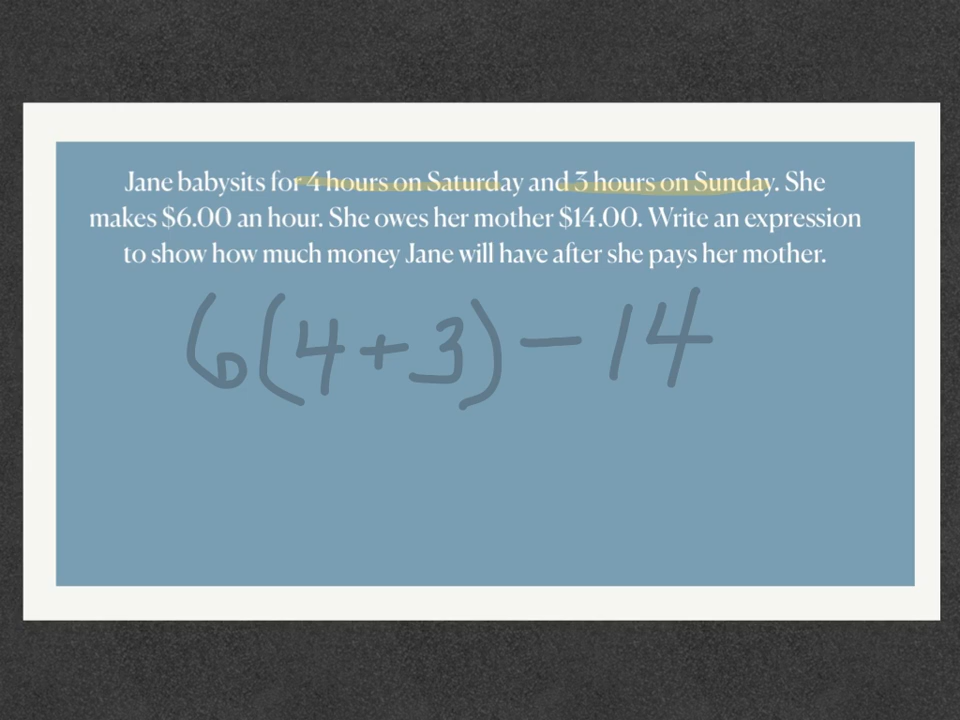 Jane babysits for 4 hours on Saturday and 3 hours on Sunday. She
makes $6.00 an hour. She owes her mother $14.00. Write an expression
to show how much money Jane will have after she pays her mother.
6(4+3)-14